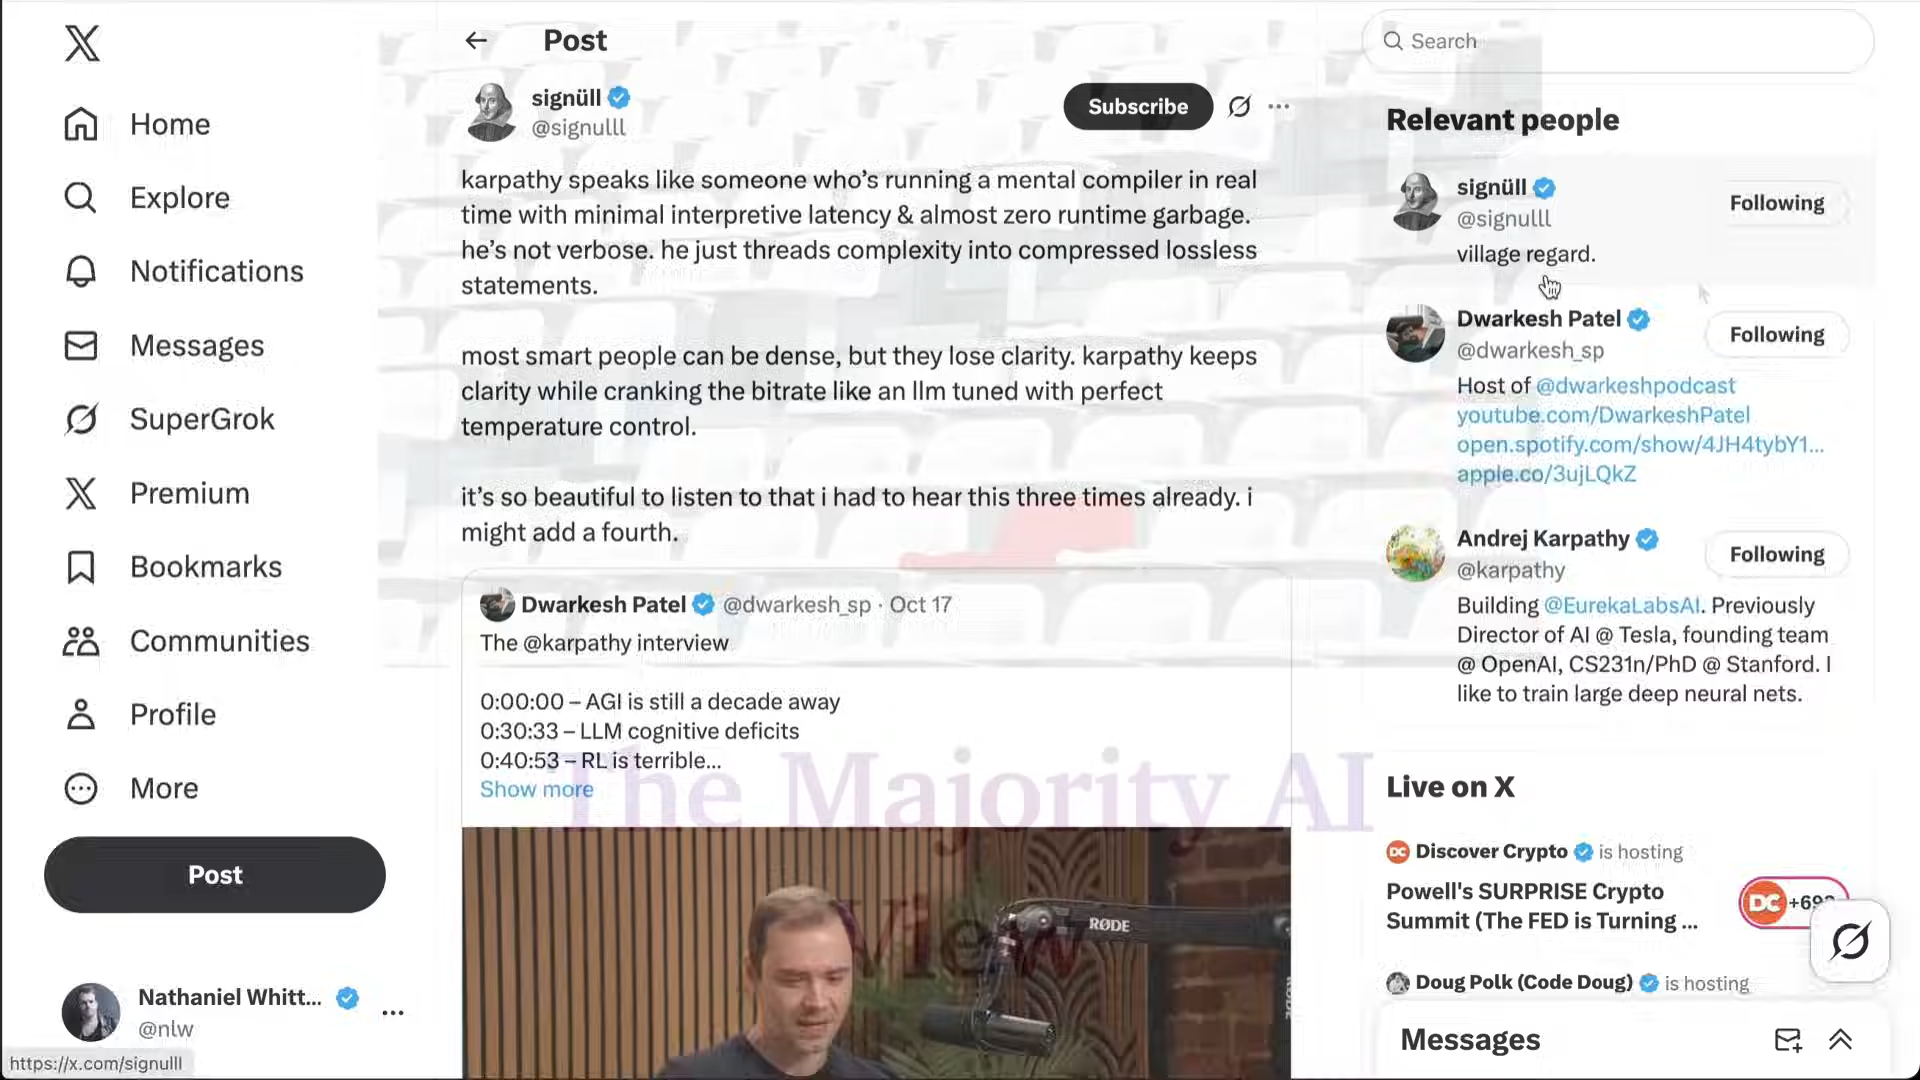 Home
Explore
Notifications
Messages
SuperGrok
Premium
Bookmarks
Communities
Profile
More
Post
Nathaniel Whitt...
@nlw
https://x.com/signulll
Post
signüll
@signulll
Subscribe
karpathy speaks like someone who's running a mental compiler in real
time with minimal interpretive latency & almost zero runtime garbage.
he's not verbose. he just threads complexity into compressed lossless
statements.
most smart people can be dense, but they lose clarity. karpathy keeps
clarity while cranking the bitrate like an llm tuned with perfect
temperature control.
it's so beautiful to listen to that i had to hear this three times already. i
might add a fourth.
Dwarkesh Patel @dwarkesh_sp · Oct 17
The @karpathy interview
0:00:00 – AGI is still a decade away
0:30:33 – LLM cognitive deficits
0:40:53 – RL is terrible...
Show more
The Majority AI
View
RØDE
Search
Relevant people
signüll
@signulll
Following
village regard.
Dwarkesh Patel
@dwarkesh_sp
Following
Host of @dwarkeshpodcast
youtube.com/DwarkeshPatel
open.spotify.com/show/4JH4tybY1...
apple.co/3ujLQkZ
Andrej Karpathy
@karpathy
Following
Building @EurekaLabsAI. Previously
Director of AI @ Tesla, founding team
@ OpenAI, CS231n/PhD @ Stanford. I
like to train large deep neural nets.
Live on X
DC Discover Crypto is hosting
Powell's SURPRISE Crypto
Summit (The FED is Turning ...
DC
Doug Polk (Code Doug) is hosting
Messages